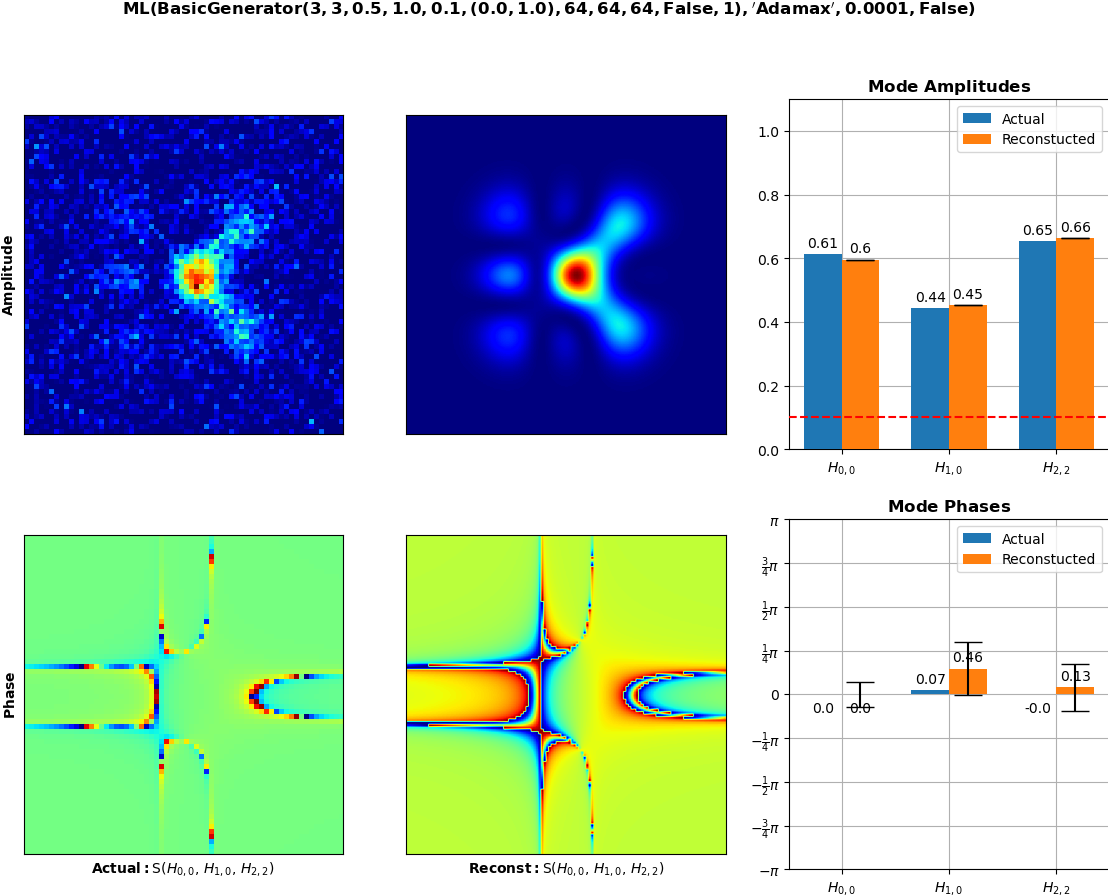 ML(BasicGenerator(3, 3, 0.5, 1.0, 0.1, (0.0, 1.0), 64, 64, 64, False, 1), ′Adamax′, 0.0001, False)
Amplitude
Mode Amplitudes
Actual
Reconstucted
1.0
0.8
0.6
0.4
0.2
0.0
0.61
0.6
0.44
0.45
0.65
0.66
H0, 0
H1, 0
H2, 2
Phase
Actual: S(H0, 0, H1, 0, H2, 2)
Reconst: S(H0, 0, H1, 0, H2, 2)
Mode Phases
Actual
Reconstucted
π
3/4π
1/2π
1/4π
0
−1/4π
−1/2π
−3/4π
−π
0.0
-0.0
0.07
0.46
-0.0
0.13
H0, 0
H1, 0
H2, 2